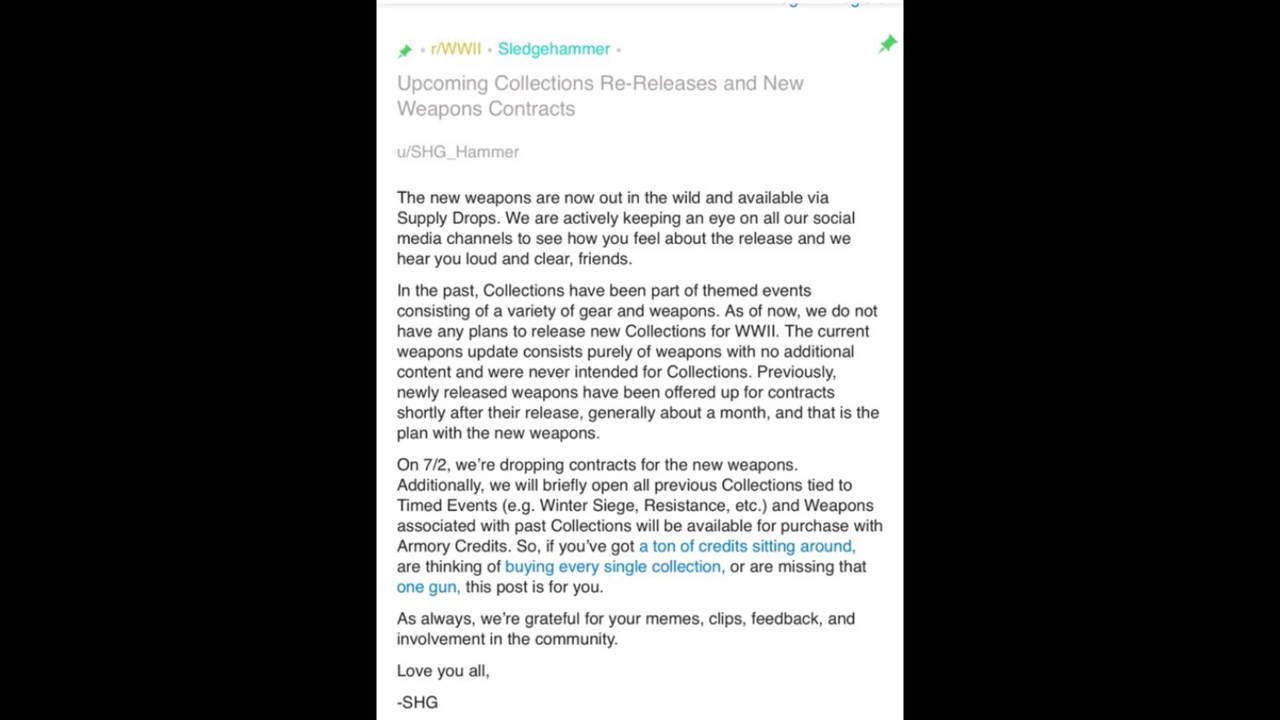 • r/WWII • Sledgehammer •
Upcoming Collections Re-Releases and New
Weapons Contracts
u/SHG_Hammer
The new weapons are now out in the wild and available via
Supply Drops. We are actively keeping an eye on all our social
media channels to see how you feel about the release and we
hear you loud and clear, friends.
In the past, Collections have been part of themed events
consisting of a variety of gear and weapons. As of now, we do not
have any plans to release new Collections for WWII. The current
weapons update consists purely of weapons with no additional
content and were never intended for Collections. Previously,
newly released weapons have been offered up for contracts
shortly after their release, generally about a month, and that is the
plan with the new weapons.
On 7/2, we’re dropping contracts for the new weapons.
Additionally, we will briefly open all previous Collections tied to
Timed Events (e.g. Winter Siege, Resistance, etc.) and Weapons
associated with past Collections will be available for purchase with
Armory Credits. So, if you’ve got a ton of credits sitting around,
are thinking of buying every single collection, or are missing that
one gun, this post is for you.
As always, we’re grateful for your memes, clips, feedback, and
involvement in the community.
Love you all,
-SHG